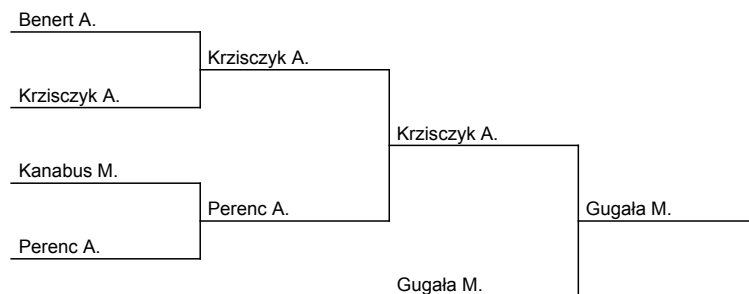 Benert A.
Krzisczyk A.
Krzisczyk A.
Krzisczyk A.
Kanabus M.
Perenc A.
Gugała M.
Perenc A.
Gugała M.